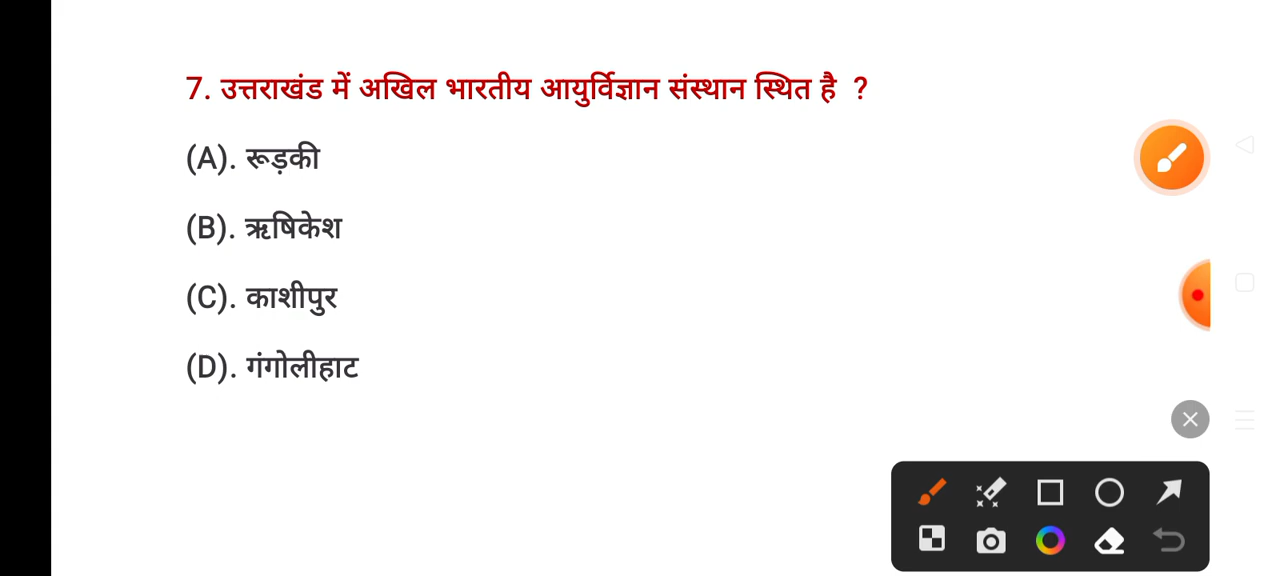 7. उत्तराखंड में अखिल भारतीय आयुर्विज्ञान संस्थान स्थित है ?
(A). रूड़की
(B). ऋषिकेश
(C). काशीपुर
(D). गंगोलीहाट